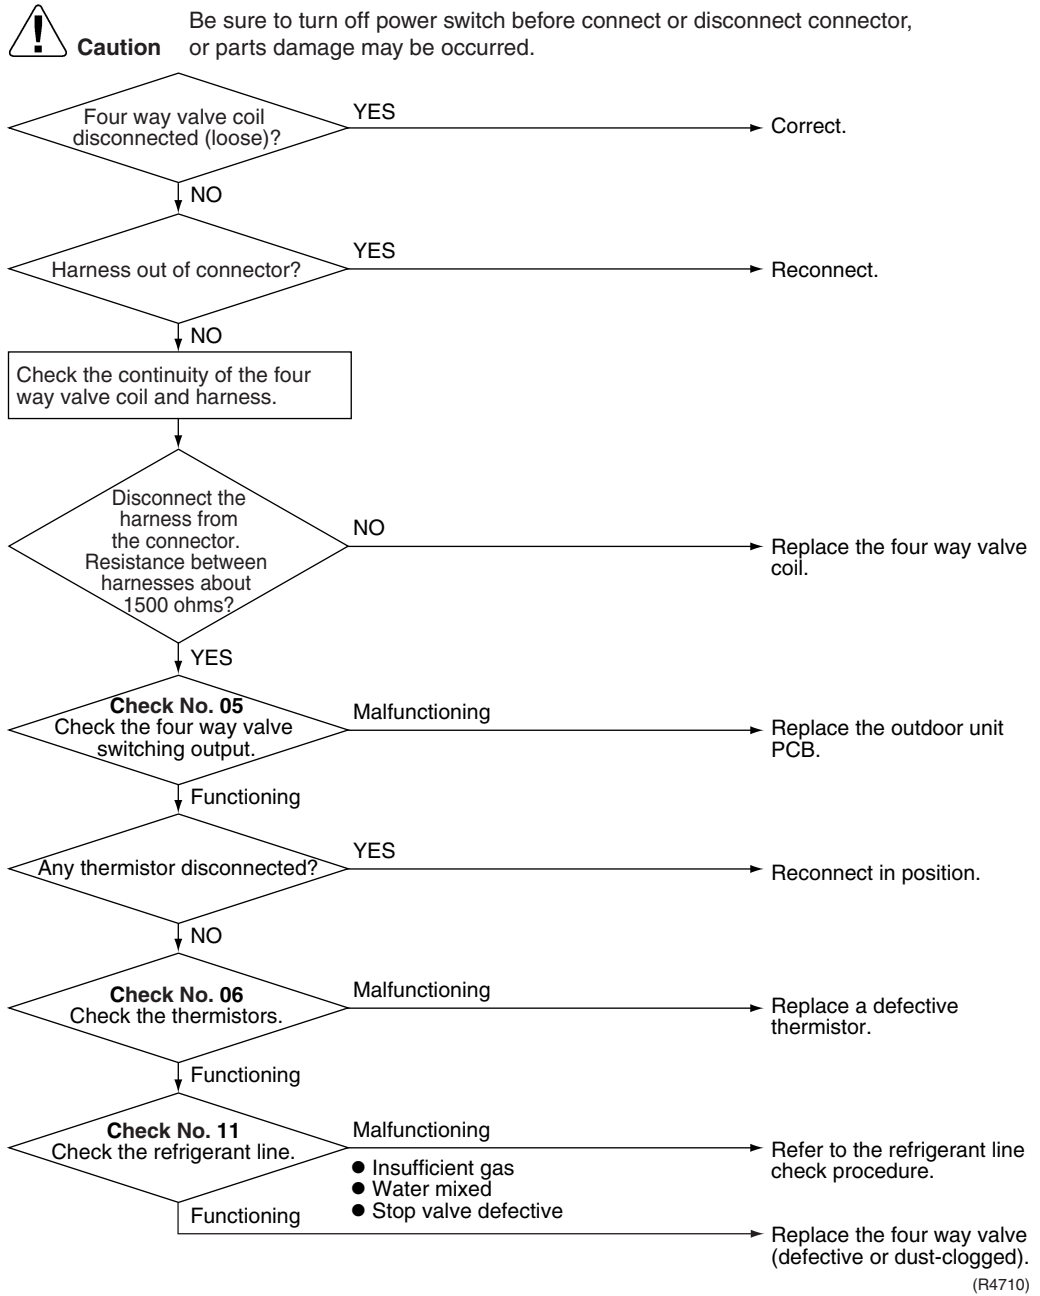 Be sure to turn off power switch before connect or disconnect connector,
Caution or parts damage may be occurred.
Four way valve coil
disconnected (loose)?
YES
Correct.
NO
Harness out of connector?
YES
Reconnect.
NO
Check the continuity of the four
way valve coil and harness.
Disconnect the
harness from
the connector.
Resistance between
harnesses about
1500 ohms?
NO
Replace the four way valve
coil.
YES
Check No. 05
Check the four way valve
switching output.
Malfunctioning
Replace the outdoor unit
PCB.
Functioning
Any thermistor disconnected?
YES
Reconnect in position.
NO
Check No. 06
Check the thermistors.
Malfunctioning
Replace a defective
thermistor.
Functioning
Check No. 11
Check the refrigerant line.
Malfunctioning
● Insufficient gas
● Water mixed
● Stop valve defective
Refer to the refrigerant line
check procedure.
Functioning
Replace the four way valve
(defective or dust-clogged).
(R4710)